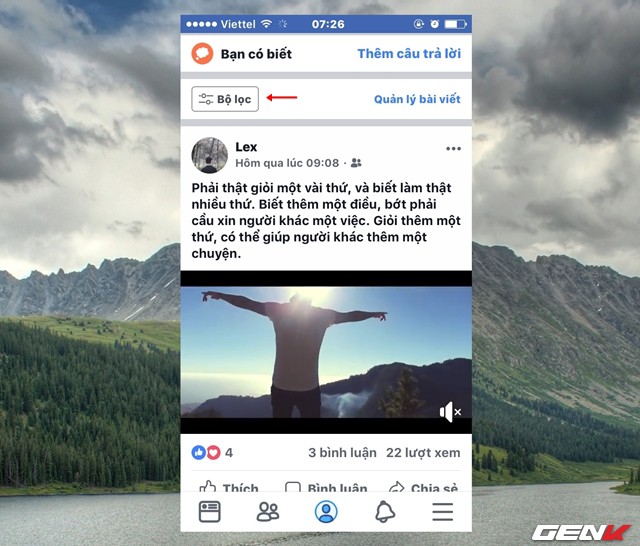 Viettel 07:26
Bạn có biết Thêm câu trả lời
Bộ lọc Quản lý bài viết
Lex
Hôm qua lúc 09:08 ·
Phải thật giỏi một vài thứ, và biết làm thật
nhiều thứ. Biết thêm một điều, bớt phải
cầu xin người khác một việc. Giỏi thêm một
thứ, có thể giúp người khác thêm một
chuyện.
4 3 bình luận 22 lượt xem
Thích Bình luận Chia sẻ
GENK